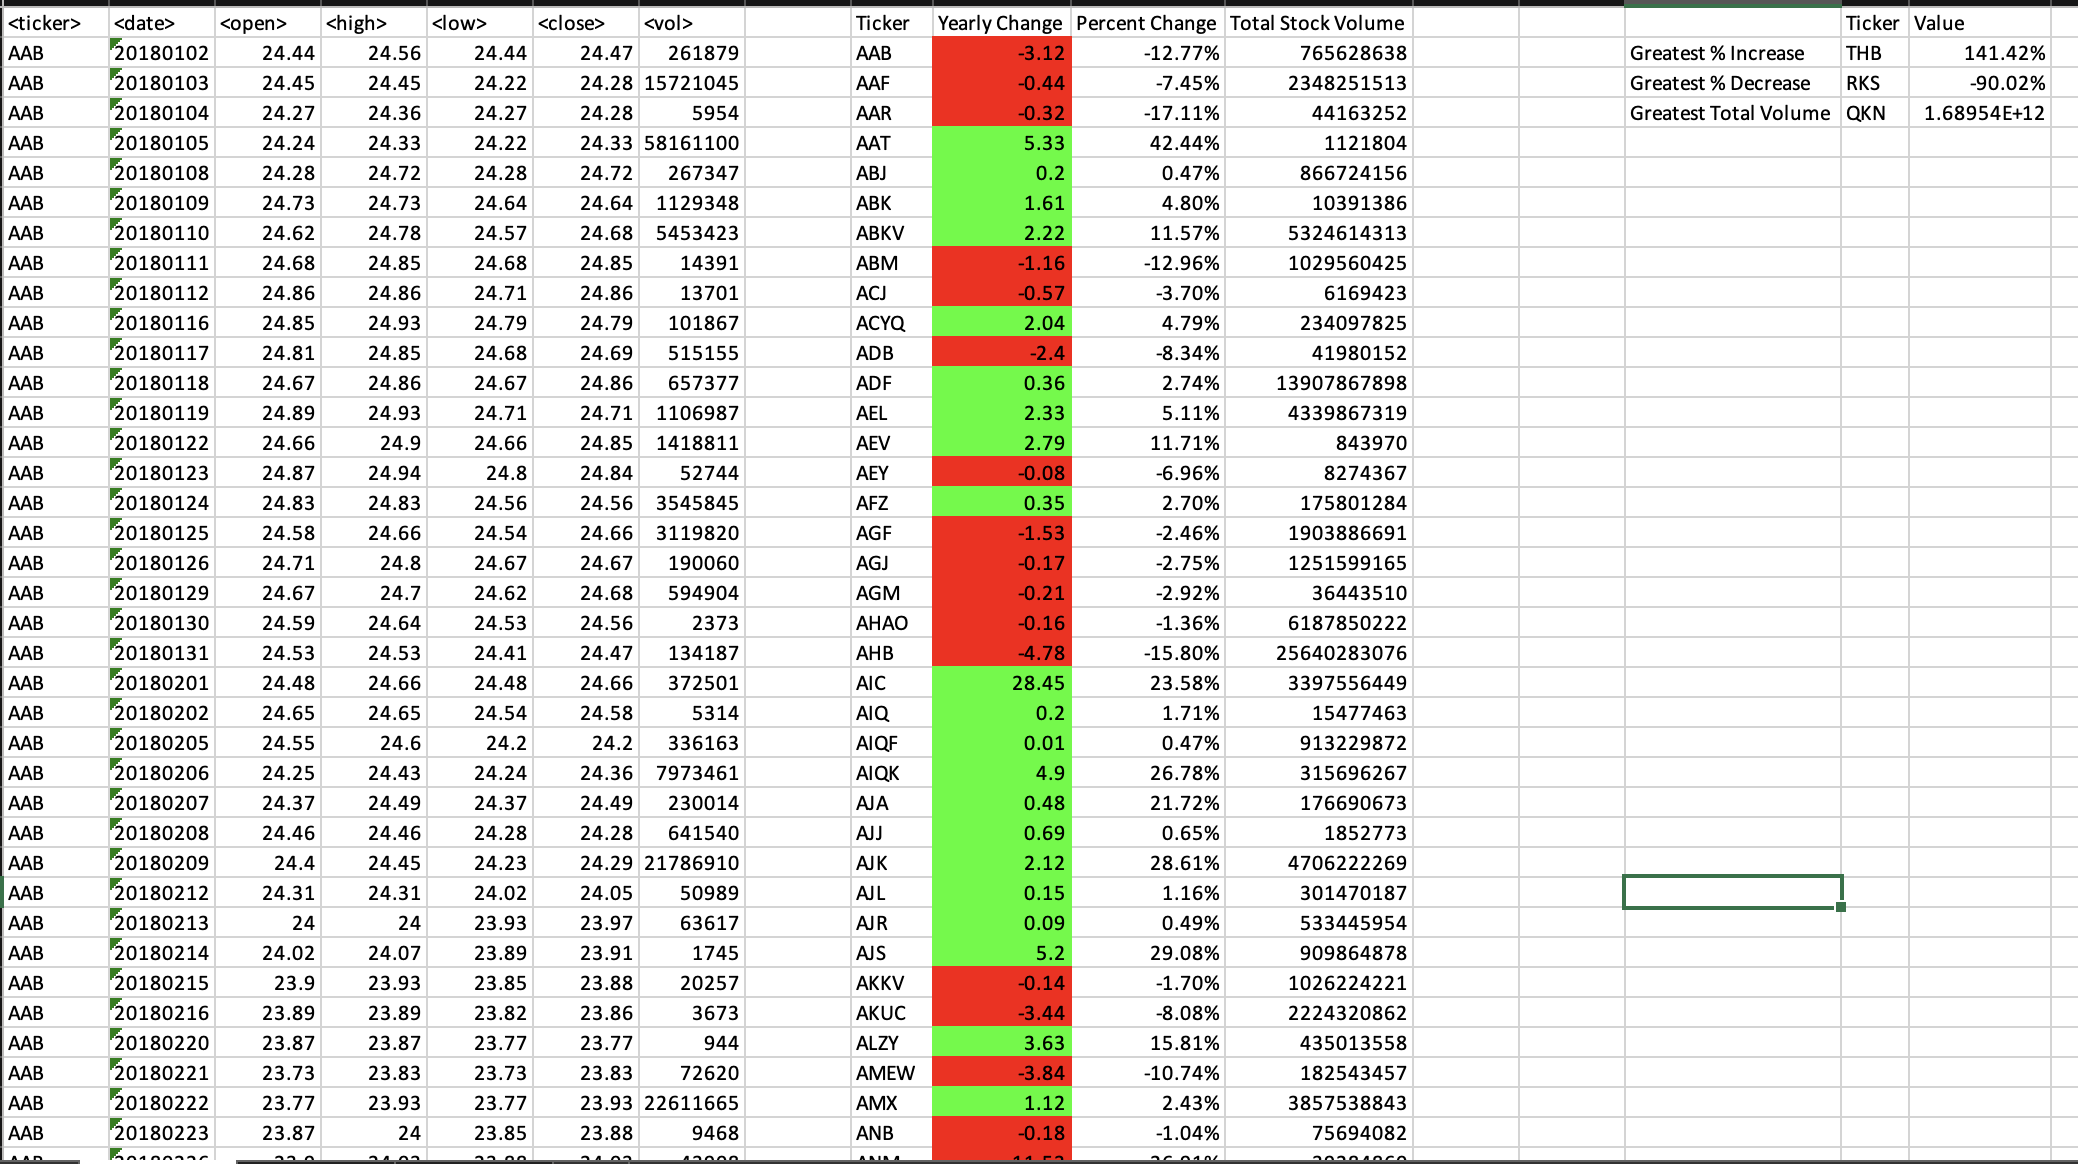 <ticker> <date> <open> <high> <low> <close> <vol> Ticker Yearly Change Percent Change Total Stock Volume Ticker Value
AAB 20180102 24.44 24.56 24.44 24.47 261879 AAB -3.12 -12.77% 765628638 Greatest % Increase THB 141.42%
AAB 20180103 24.45 24.45 24.22 24.28 15721045 AAF -0.44 -7.45% 2348251513 Greatest % Decrease RKS -90.02%
AAB 20180104 24.27 24.36 24.27 24.28 5954 AAR -0.32 -17.11% 44163252 Greatest Total Volume QKN 1.68954E+12
AAB 20180105 24.24 24.33 24.22 24.33 58161100 AAT 5.33 42.44% 1121804
AAB 20180108 24.28 24.72 24.28 24.72 267347 ABJ 0.2 0.47% 866724156
AAB 20180109 24.73 24.73 24.64 24.64 1129348 ABK 1.61 4.80% 10391386
AAB 20180110 24.62 24.78 24.57 24.68 5453423 ABKV 2.22 11.57% 5324614313
AAB 20180111 24.68 24.85 24.68 24.85 14391 ABM -1.16 -12.96% 1029560425
AAB 20180112 24.86 24.86 24.71 24.86 13701 ACJ -0.57 -3.70% 6169423
AAB 20180116 24.85 24.93 24.79 24.79 101867 ACYQ 2.04 4.79% 234097825
AAB 20180117 24.81 24.85 24.68 24.69 515155 ADB -2.4 -8.34% 41980152
AAB 20180118 24.67 24.86 24.67 24.86 657377 ADF 0.36 2.74% 13907867898
AAB 20180119 24.89 24.93 24.71 24.71 1106987 AEL 2.33 5.11% 4339867319
AAB 20180122 24.66 24.9 24.66 24.85 1418811 AEV 2.79 11.71% 843970
AAB 20180123 24.87 24.94 24.8 24.84 52744 AEY -0.08 -6.96% 8274367
AAB 20180124 24.83 24.83 24.56 24.56 3545845 AFZ 0.35 2.70% 175801284
AAB 20180125 24.58 24.66 24.54 24.66 3119820 AGF -1.53 -2.46% 1903886691
AAB 20180126 24.71 24.8 24.67 24.67 190060 AGJ -0.17 -2.75% 1251599165
AAB 20180129 24.67 24.7 24.62 24.68 594904 AGM -0.21 -2.92% 36443510
AAB 20180130 24.59 24.64 24.53 24.56 2373 AHAO -0.16 -1.36% 6187850222
AAB 20180131 24.53 24.53 24.41 24.47 134187 AHB -4.78 -15.80% 25640283076
AAB 20180201 24.48 24.66 24.48 24.66 372501 AIC 28.45 23.58% 3397556449
AAB 20180202 24.65 24.65 24.54 24.58 5314 AIQ 0.2 1.71% 15477463
AAB 20180205 24.55 24.6 24.2 24.2 336163 AIQF 0.01 0.47% 913229872
AAB 20180206 24.25 24.43 24.24 24.36 7973461 AIQK 4.9 26.78% 315696267
AAB 20180207 24.37 24.49 24.37 24.49 230014 AJA 0.48 21.72% 176690673
AAB 20180208 24.46 24.46 24.28 24.28 641540 AJJ 0.69 0.65% 1852773
AAB 20180209 24.4 24.45 24.23 24.29 21786910 AJK 2.12 28.61% 4706222269
AAB 20180212 24.31 24.31 24.02 24.05 50989 AJL 0.15 1.16% 301470187
AAB 20180213 24 24 23.93 23.97 63617 AJR 0.09 0.49% 533445954
AAB 20180214 24.02 24.07 23.89 23.91 1745 AJS 5.2 29.08% 909864878
AAB 20180215 23.9 23.93 23.85 23.88 20257 AKKV -0.14 -1.70% 1026224221
AAB 20180216 23.89 23.89 23.82 23.86 3673 AKUC -3.44 -8.08% 2224320862
AAB 20180220 23.87 23.87 23.77 23.77 944 ALZY 3.63 15.81% 435013558
AAB 20180221 23.73 23.83 23.73 23.83 72620 AMEW -3.84 -10.74% 182543457
AAB 20180222 23.77 23.93 23.77 23.93 22611665 AMX 1.12 2.43% 3857538843
AAB 20180223 23.87 24 23.85 23.88 9468 ANB -0.18 -1.04% 75694082